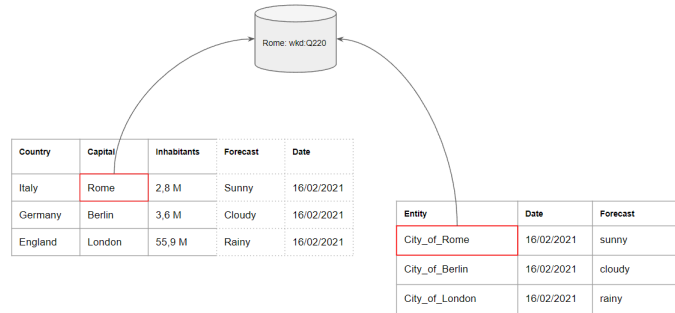 Rome: wkd:Q220
Country Capital Inhabitants Forecast Date
Italy Rome 2,8 M Sunny 16/02/2021
Germany Berlin 3,6 M Cloudy 16/02/2021
England London 55,9 M Rainy 16/02/2021
Entity Date Forecast
City_of_Rome 16/02/2021 sunny
City_of_Berlin 16/02/2021 cloudy
City_of_London 16/02/2021 rainy